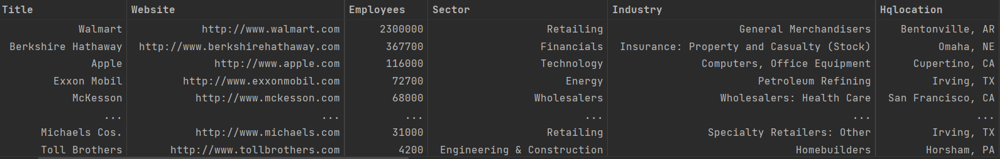 Title Website Employees Sector Industry Hqlocation
Walmart http://www.walmart.com 2300000 Retailing General Merchandisers Bentonville, AR
Berkshire Hathaway http://www.berkshirehathaway.com 367700 Financials Insurance: Property and Casualty (Stock) Omaha, NE
Apple http://www.apple.com 116000 Technology Computers, Office Equipment Cupertino, CA
Exxon Mobil http://www.exxonmobil.com 72700 Energy Petroleum Refining Irving, TX
McKesson http://www.mckesson.com 68000 Wholesalers Wholesalers: Health Care San Francisco, CA
... ... ... ... ... ...
Michaels Cos. http://www.michaels.com 31000 Retailing Specialty Retailers: Other Irving, TX
Toll Brothers http://www.tollbrothers.com 4200 Engineering & Construction Homebuilders Horsham, PA